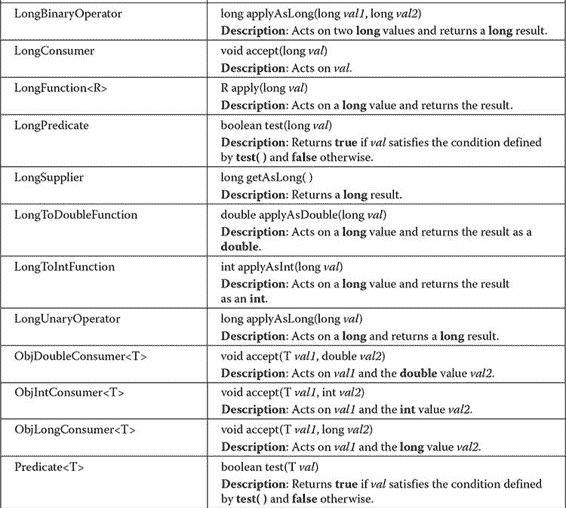 LongBinaryOperator
long applyAsLong(long val1, long val2)
Description: Acts on two long values and returns a long result.
LongConsumer
void accept(long val)
Description: Acts on val.
LongFunction<R>
R apply(long val)
Description: Acts on a long value and returns the result.
LongPredicate
boolean test(long val)
Description: Returns true if val satisfies the condition defined
by test( ) and false otherwise.
LongSupplier
long getAsLong( )
Description: Returns a long result.
LongToDoubleFunction
double applyAsDouble(long val)
Description: Acts on a long value and returns the result as a
double.
LongToIntFunction
int applyAsInt(long val)
Description: Acts on a long value and returns the result
as an int.
LongUnaryOperator
long applyAsLong(long val)
Description: Acts on a long and returns a long result.
ObjDoubleConsumer<T>
void accept(T val1, double val2)
Description: Acts on val1 and the double value val2.
ObjIntConsumer<T>
void accept(T val1, int val2)
Description: Acts on val1 and the int value val2.
ObjLongConsumer<T>
void accept(T val1, long val2)
Description: Acts on val1 and the long value val2.
Predicate<T>
boolean test(T val)
Description: Returns true if val satisfies the condition defined
by test( ) and false otherwise.